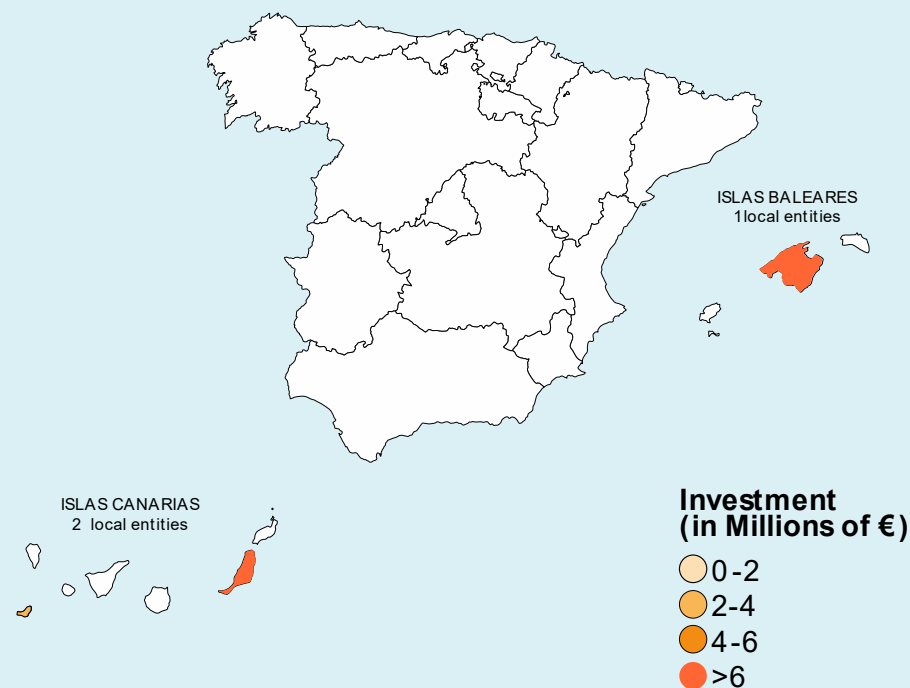 ISLAS BALEARES
1local entities
ISLAS CANARIAS
2 local entities
Investment
(in Millions of €)
0-2
2-4
4-6
>6